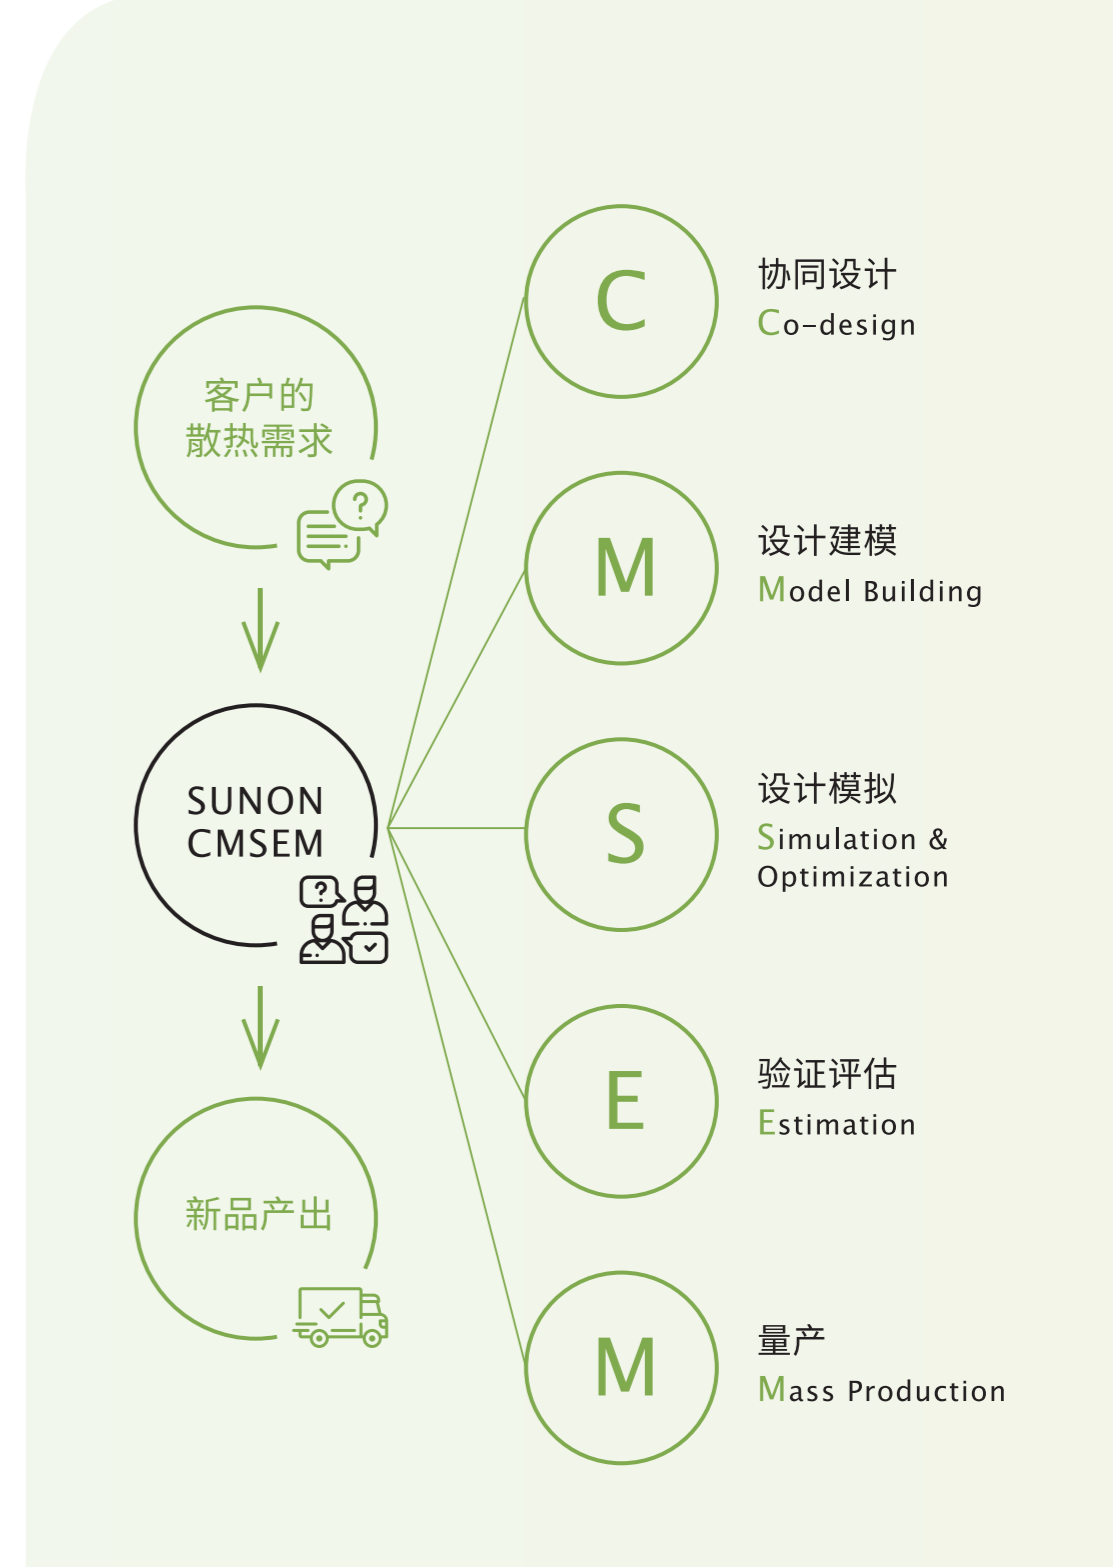 客户的
散热需求
?
SUNON
CMSEM
?
新品产出
C
协同设计
Co-design
M
设计建模
Model Building
S
设计模拟
Simulation &
Optimization
E
验证评估
Estimation
M
量产
Mass Production